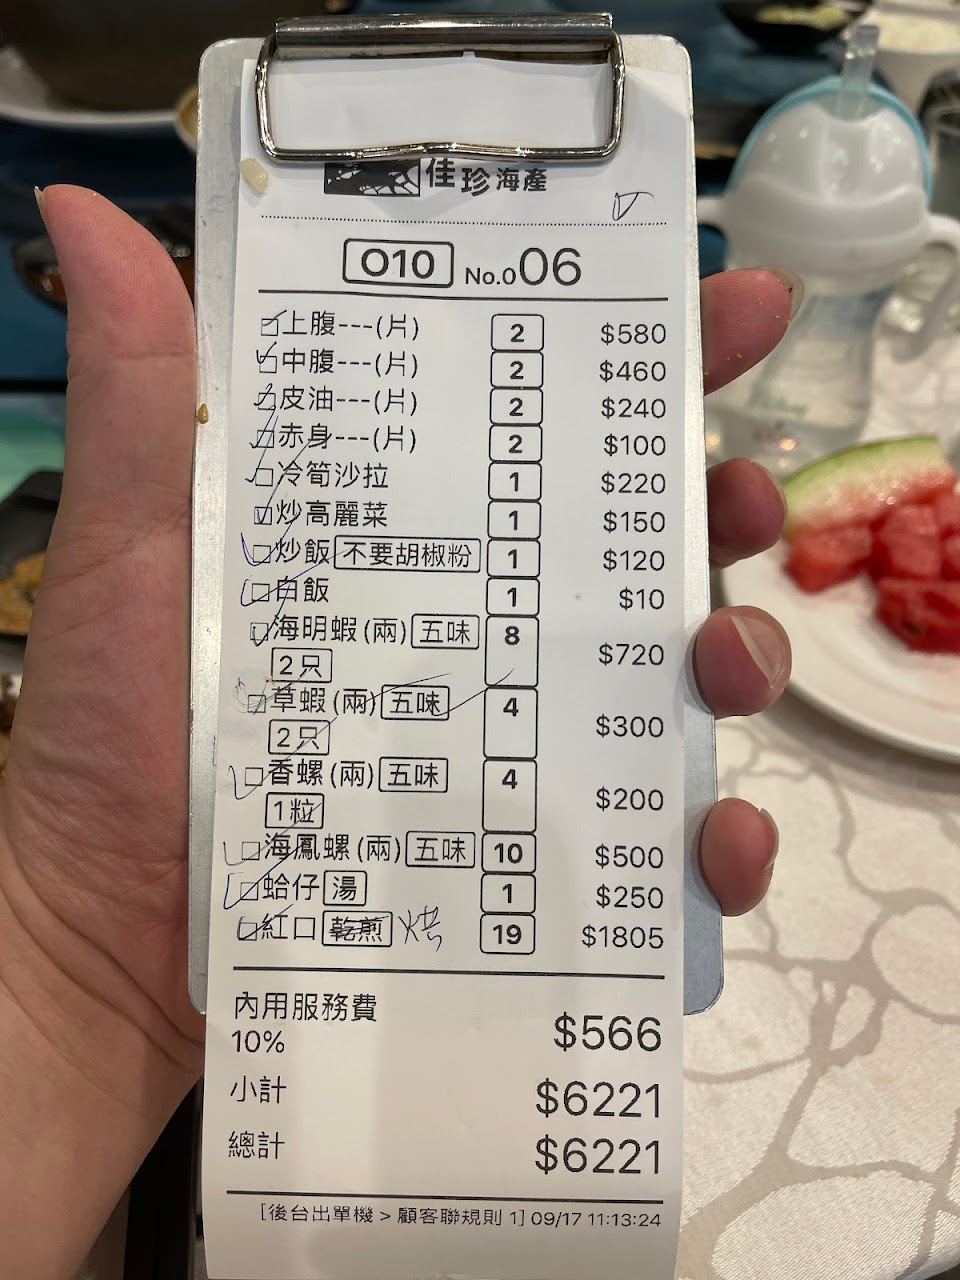 佳珍海產
O10 No.006
上腹---(片) 2 $580
中腹---(片) 2 $460
皮油---(片) 2 $240
赤身---(片) 2 $100
冷筍沙拉 1 $220
炒高麗菜 1 $150
炒飯 不要胡椒粉 1 $120
白飯 1 $10
海明蝦(兩) 五味 8 $720
2只
草蝦(兩) 五味 4 $300
2只
香螺(兩) 五味 4 $200
1粒
海鳳螺(兩) 五味 10 $500
蛤仔 湯 1 $250
紅口 乾煎 烤 19 $1805
內用服務費
10% $566
小計 $6221
總計 $6221
[後台出單機 > 顧客聯規則 1] 09/17 11:13:24